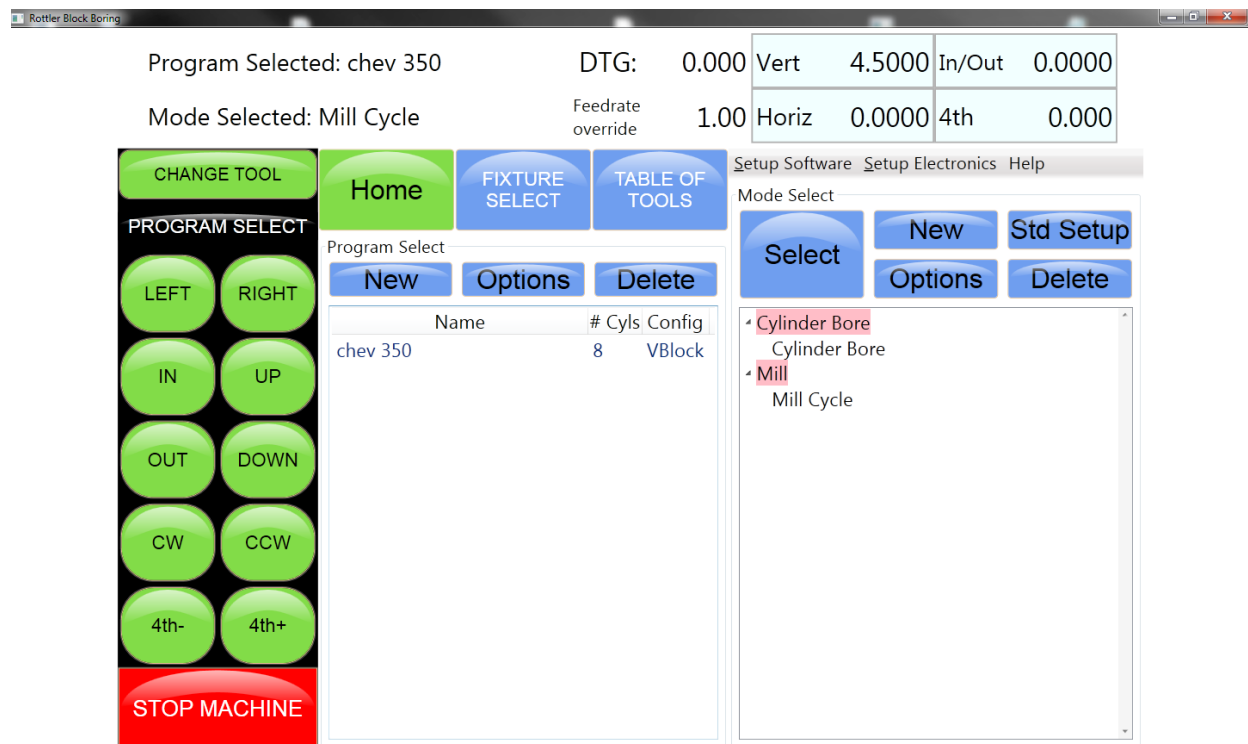 Rottler Block Boring
Program Selected: chev 350
DTG: 0.000
Vert 4.5000
In/Out 0.0000
Mode Selected: Mill Cycle
Feedrate
override
1.00
Horiz 0.0000
4th 0.000
CHANGE TOOL
PROGRAM SELECT
LEFT
RIGHT
IN
UP
OUT
DOWN
CW
CCW
4th-
4th+
STOP MACHINE
Home
FIXTURE
SELECT
TABLE OF
TOOLS
Program Select
New
Options
Delete
Name # Cyls Config
chev 350 8 VBlock
Setup Software Setup Electronics Help
Mode Select
Select
New
Std Setup
Options
Delete
Cylinder Bore
Cylinder Bore
Mill
Mill Cycle